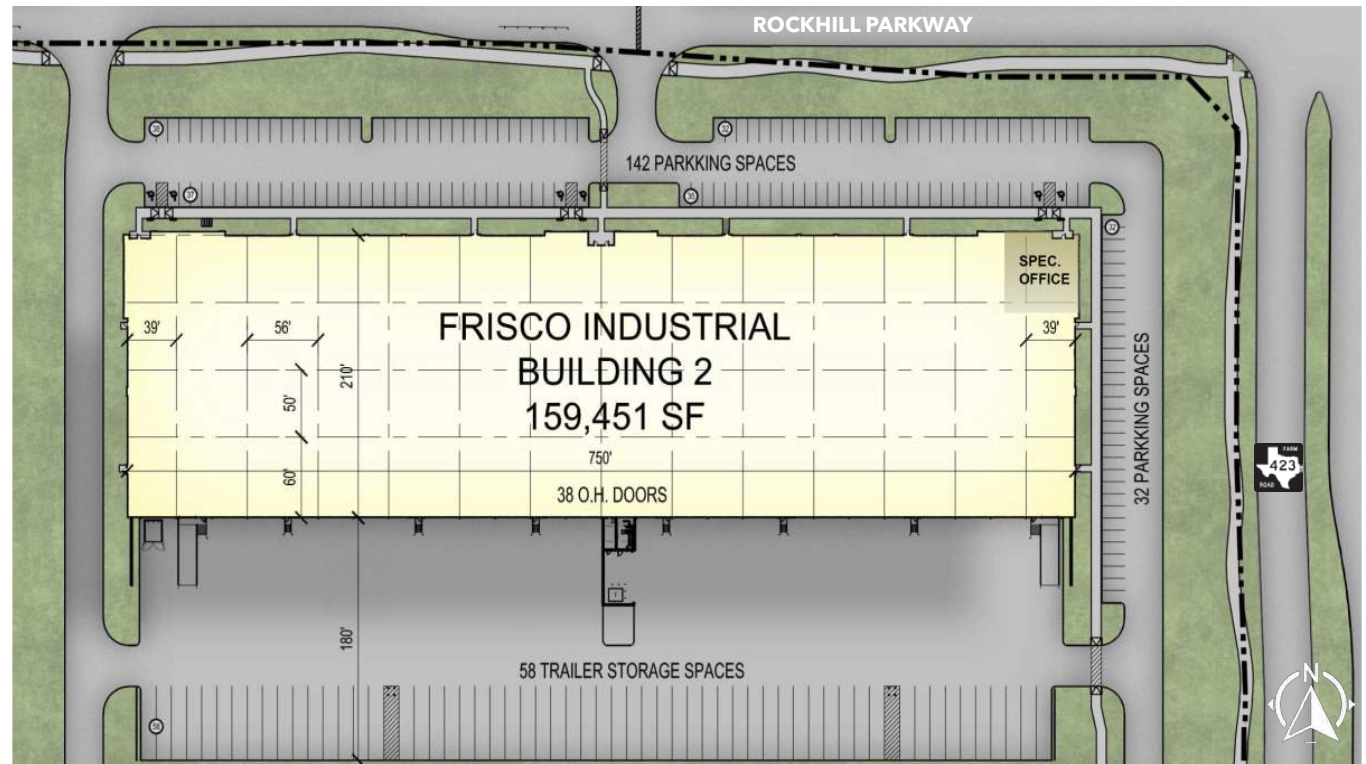 ROCKHILL PARKWAY
38
32
142 PARKKING SPACES
37
35
32
SPEC.
OFFICE
39'
56'
39'
FRISCO INDUSTRIAL
BUILDING 2
159,451 SF
210'
50'
60'
750'
38 O.H. DOORS
32 PARKKING SPACES
FARM
423
ROAD
180'
58 TRAILER STORAGE SPACES
58
N